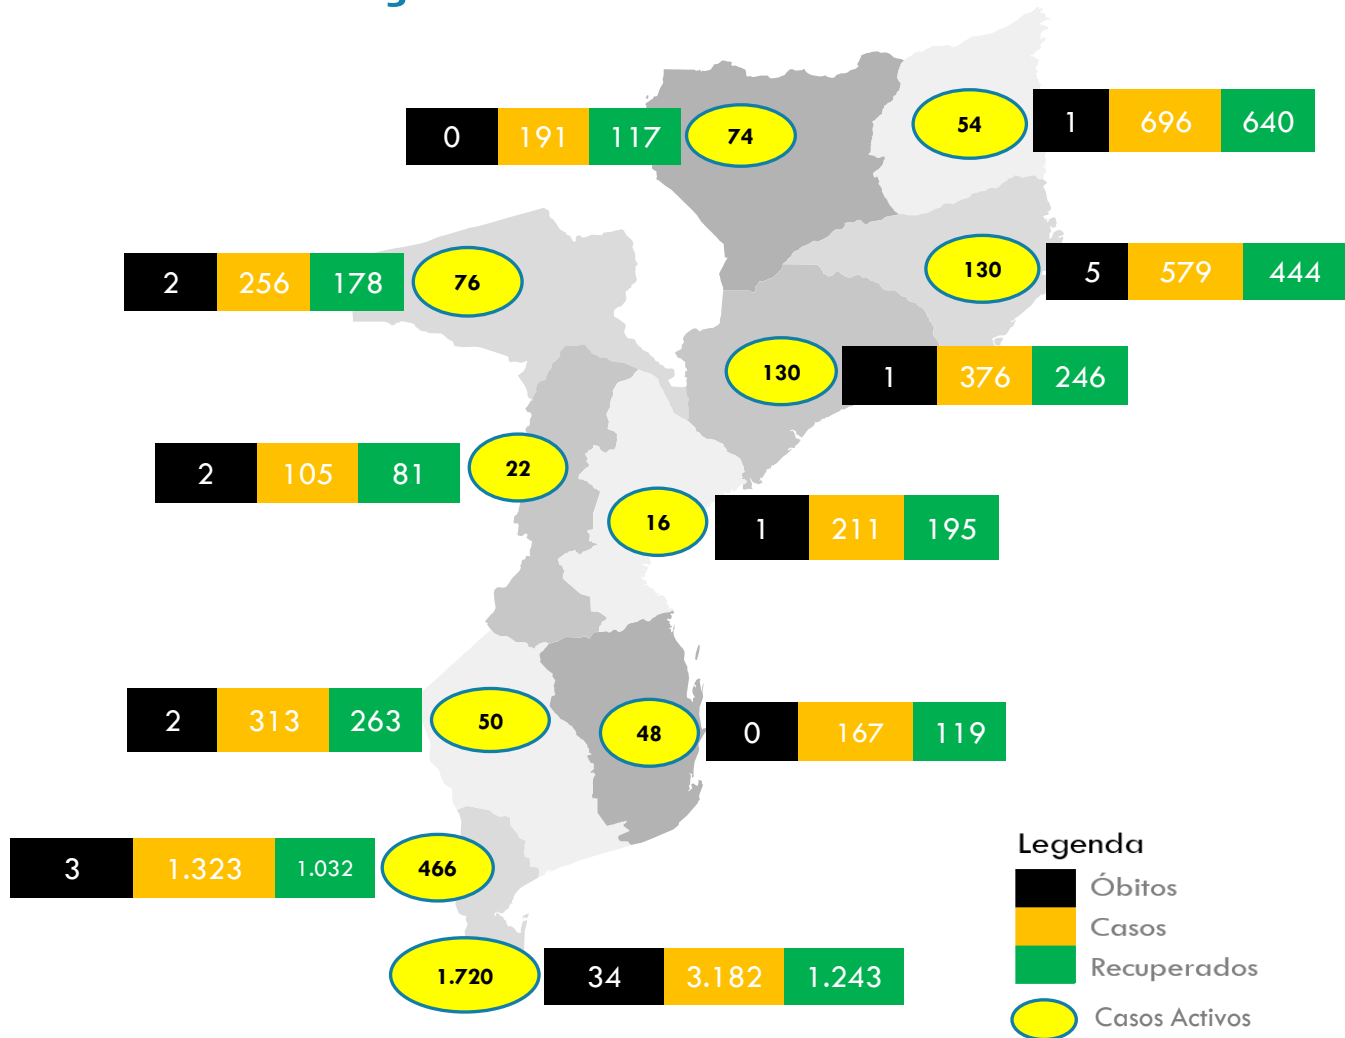 0 191 117 74
54 1 696 640
2 256 178 76
130 5 579 444
130 1 376 246
2 105 81 22
16 1 211 195
2 313 263 50
48 0 167 119
3 1.323 1.032 466
1.720 34 3.182 1.243
Legenda
Óbitos
Casos
Recuperados
Casos Activos